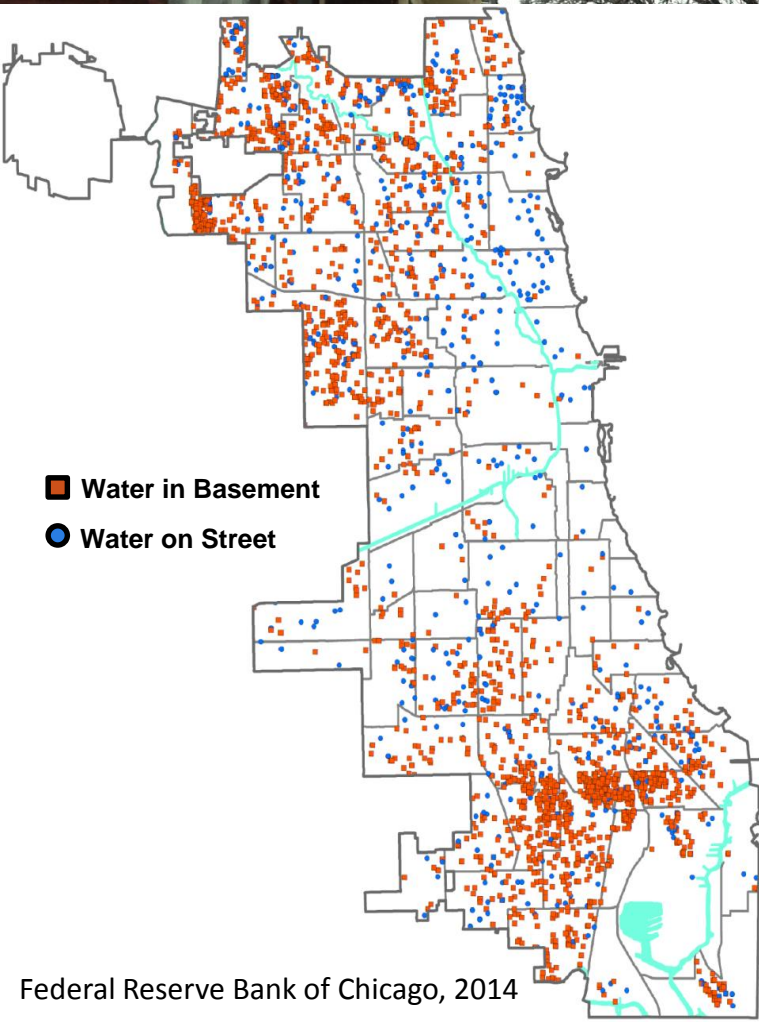 Water in Basement
Water on Street
Federal Reserve Bank of Chicago, 2014